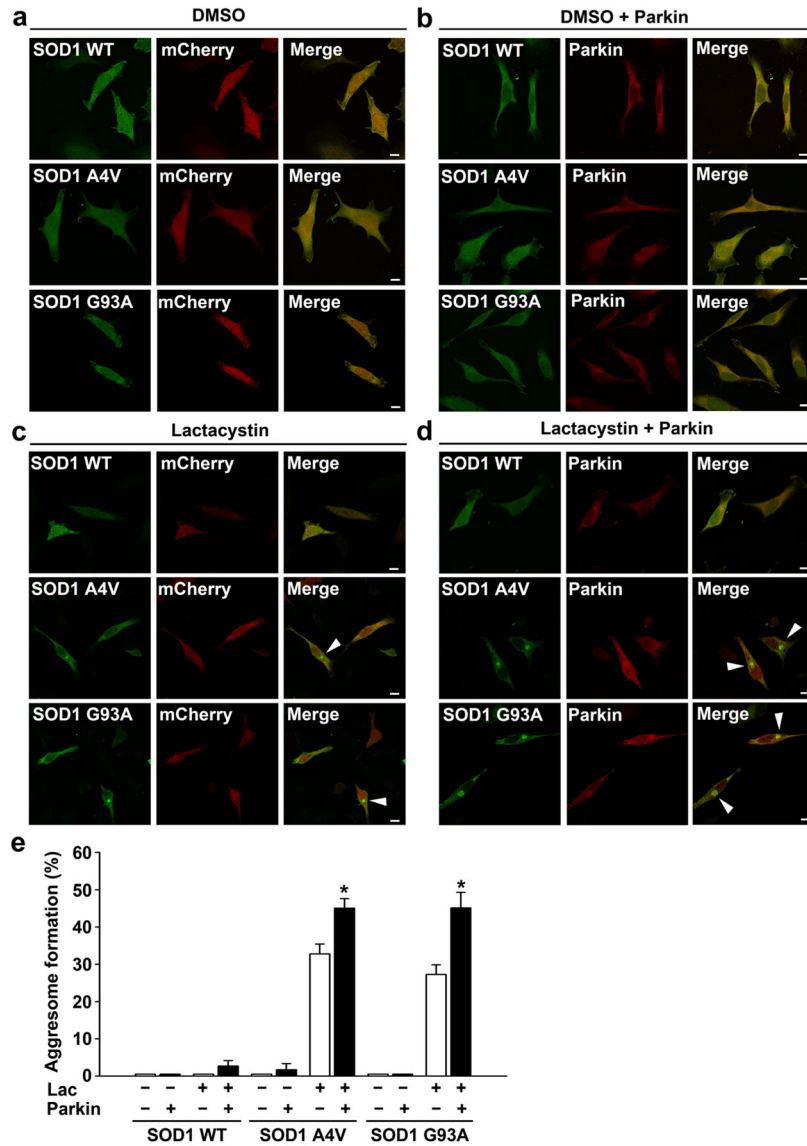 a DMSO
SOD1 WT mCherry Merge
SOD1 A4V mCherry Merge
SOD1 G93A mCherry Merge
b DMSO + Parkin
SOD1 WT Parkin Merge
SOD1 A4V Parkin Merge
SOD1 G93A Parkin Merge
c Lactacystin
SOD1 WT mCherry Merge
SOD1 A4V mCherry Merge
SOD1 G93A mCherry Merge
d Lactacystin + Parkin
SOD1 WT Parkin Merge
SOD1 A4V Parkin Merge
SOD1 G93A Parkin Merge
e
Aggresome formation (%)
60
50
40
30
20
10
0
* *
Lac − − + + − − + + − − + +
Parkin − + − + − + − + − + − +
SOD1 WT SOD1 A4V SOD1 G93A